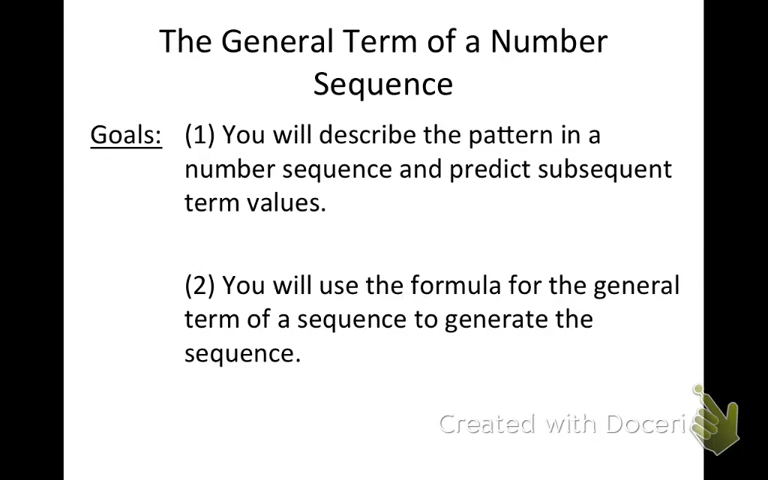 The General Term of a Number
Sequence
Goals: (1) You will describe the pattern in a
number sequence and predict subsequent
term values.
(2) You will use the formula for the general
term of a sequence to generate the
sequence.
Created with Doceri